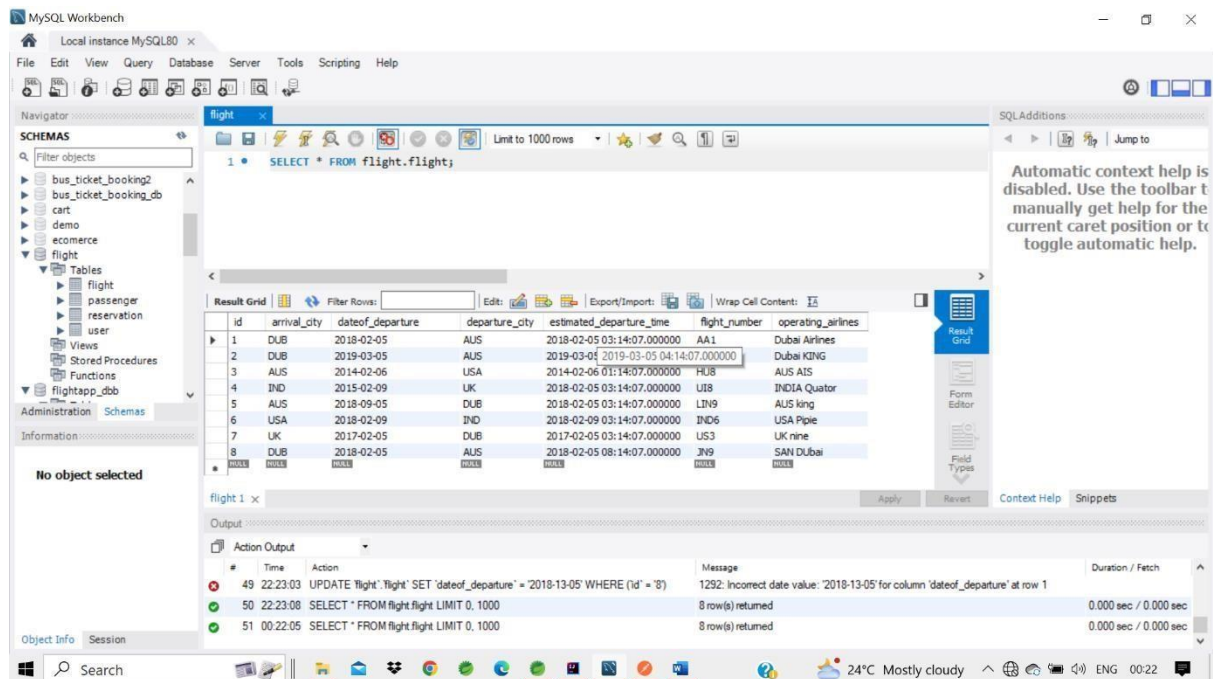 MySQL Workbench
Local instance MySQL80
File Edit View Query Database Server Tools Scripting Help
Navigator
SCHEMAS
Filter objects
bus_ticket_booking2
bus_ticket_booking_db
cart
demo
ecomerce
flight
Tables
flight
passenger
reservation
user
Views
Stored Procedures
Functions
flightapp_dbb
Administration Schemas
Information
No object selected
Object Info Session
flight
Limit to 1000 rows
1 SELECT * FROM flight.flight;
Result Grid Filter Rows: Edit: Export/Import: Wrap Cell Content:
id arrival_city dateof_departure departure_city estimated_departure_time flight_number operating_airlines
1 DUB 2018-02-05 AUS 2018-02-05 03:14:07.000000 AA1 Dubai Airlines
2 DUB 2019-03-05 AUS 2019-03-05 2019-03-05 04:14:07.000000 Dubai KING
3 AUS 2014-02-06 USA 2014-02-06 01:14:07.000000 HU8 AUS AIS
4 IND 2015-02-09 UK 2018-02-05 03:14:07.000000 UI8 INDIA Quator
5 AUS 2018-09-05 DUB 2018-02-05 03:14:07.000000 LIN9 AUS king
6 USA 2018-02-09 IND 2018-02-09 03:14:07.000000 IND6 USA Pipie
7 UK 2017-02-05 DUB 2017-02-05 03:14:07.000000 US3 UK nine
8 DUB 2018-02-05 AUS 2018-02-05 08:14:07.000000 JN9 SAN DUbai
NULL NULL NULL NULL NULL NULL NULL
Result Grid
Form Editor
Field Types
flight 1 Apply Revert
SQLAdditions
Jump to
Automatic context help is
disabled. Use the toolbar t
manually get help for the
current caret position or to
toggle automatic help.
Context Help Snippets
Output
Action Output
# Time Action Message Duration / Fetch
49 22:23:03 UPDATE `flight`.`flight` SET `dateof_departure` = '2018-13-05' WHERE (`id` = '8') 1292: Incorrect date value: '2018-13-05' for column 'dateof_departure' at row 1
50 22:23:08 SELECT * FROM flight.flight LIMIT 0, 1000 8 row(s) returned 0.000 sec / 0.000 sec
51 00:22:05 SELECT * FROM flight.flight LIMIT 0, 1000 8 row(s) returned 0.000 sec / 0.000 sec
Search
24°C Mostly cloudy ENG 00:22